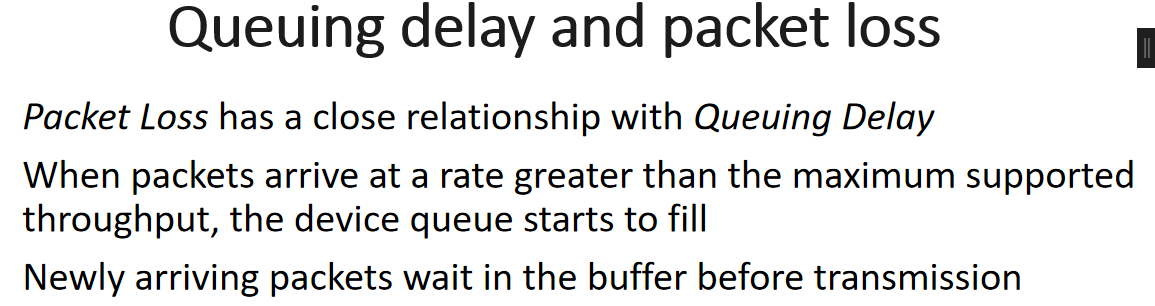 Queuing delay and packet loss
Packet Loss has a close relationship with Queuing Delay
When packets arrive at a rate greater than the maximum supported
throughput, the device queue starts to fill
Newly arriving packets wait in the buffer before transmission